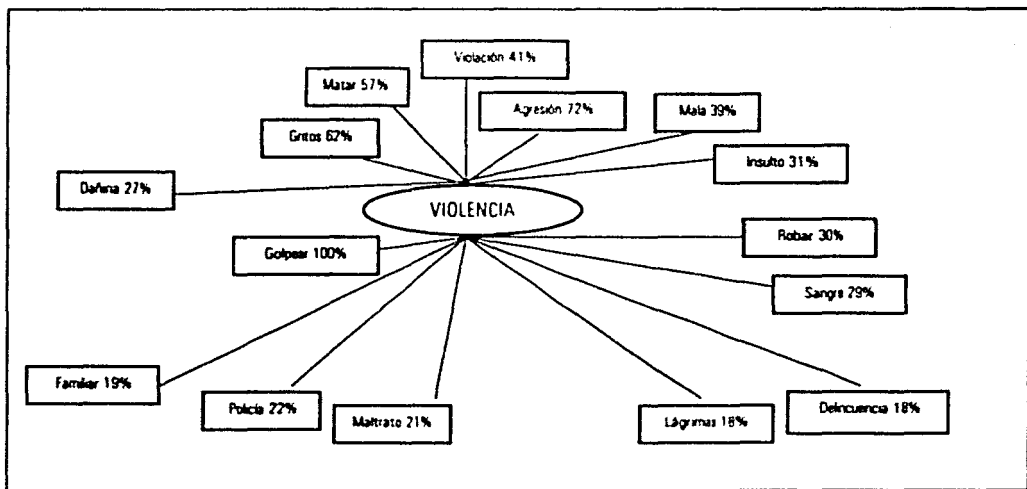 Violación 41%
Matar 57%
Agresión 72%
Mala 39%
Gritos 62%
Insulto 31%
Dañina 27%
VIOLENCIA
Golpear 100%
Robar 30%
Sangre 29%
Familiar 19%
Policía 22%
Maltrato 21%
Lágrimas 18%
Delincuencia 18%